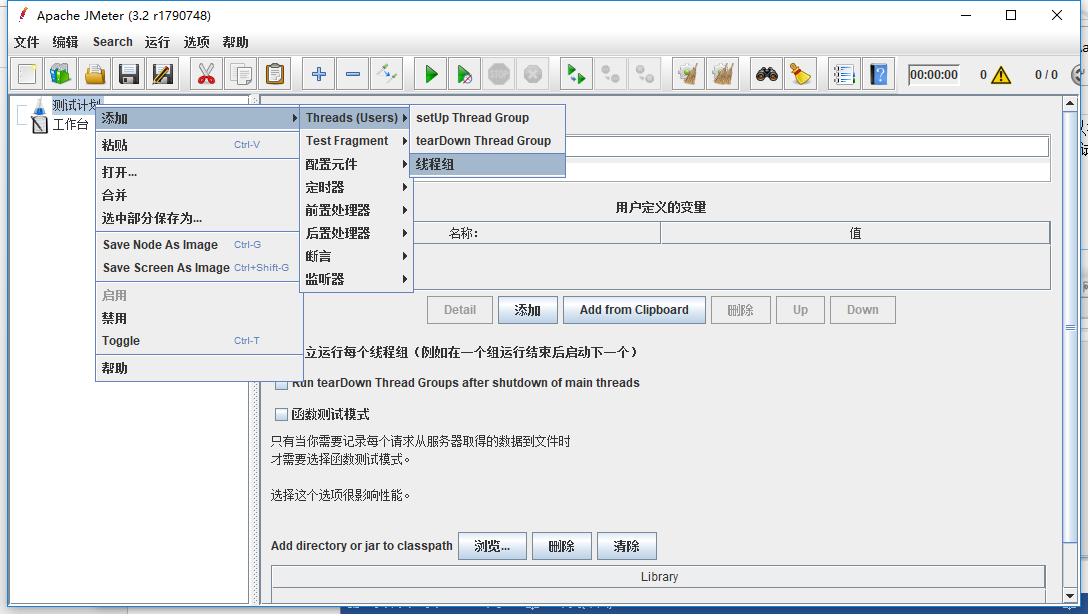 Apache JMeter (3.2 r1790748)
文件 编辑 Search 运行 选项 帮助
00:00:00 0 0 / 0
测试计划
工作台
添加
粘贴 Ctrl-V
打开...
合并
选中部分保存为...
Save Node As Image Ctrl-G
Save Screen As Image Ctrl+Shift-G
启用
禁用
Toggle Ctrl-T
帮助
Threads (Users)
Test Fragment
配置元件
定时器
前置处理器
后置处理器
断言
监听器
setUp Thread Group
tearDown Thread Group
线程组
用户定义的变量
名称: 值
Detail 添加 Add from Clipboard 删除 Up Down
立运行每个线程组（例如在一个组运行结束后启动下一个）
Run tearDown Thread Groups after shutdown of main threads
函数测试模式
只有当你需要记录每个请求从服务器取得的数据到文件时
才需要选择函数测试模式。
选择这个选项很影响性能。
Add directory or jar to classpath 浏览... 删除 清除
Library